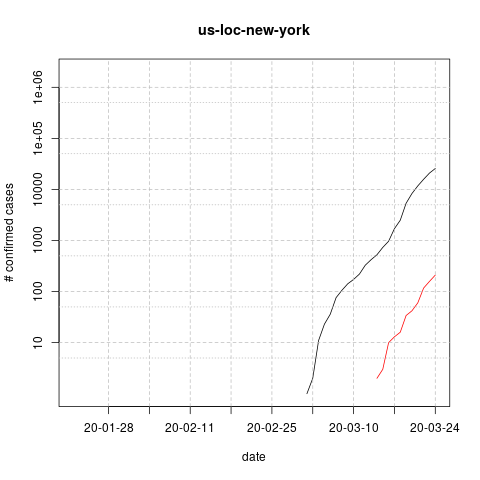 us-loc-new-york
# confirmed cases
1e+06
1e+05
10000
1000
100
10
20-01-28
20-02-11
20-02-25
20-03-10
20-03-24
date